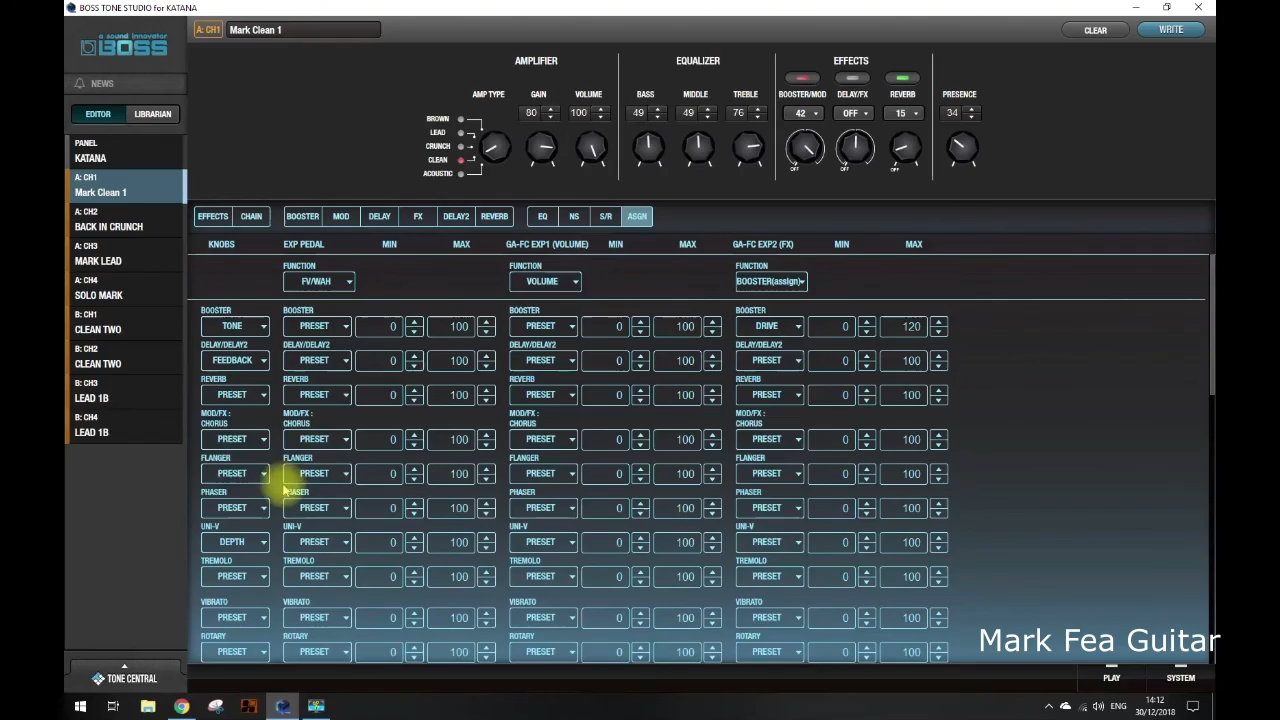 BOSS TONE STUDIO for KATANA
a sound innovator
BOSS
A: CH1 Mark Clean 1 CLEAR WRITE
NEWS
EDITOR LIBRARIAN
PANEL
KATANA
A: CH1
Mark Clean 1
A: CH2
BACK IN CRUNCH
A: CH3
MARK LEAD
A: CH4
SOLO MARK
B: CH1
CLEAN TWO
B: CH2
CLEAN TWO
B: CH3
LEAD 1B
B: CH4
LEAD 1B
TONE CENTRAL
AMPLIFIER EQUALIZER EFFECTS
AMP TYPE GAIN VOLUME BASS MIDDLE TREBLE BOOSTER/MOD DELAY/FX REVERB PRESENCE
80 100 49 49 76 42 OFF 15 34
BROWN
LEAD
CRUNCH
CLEAN
ACOUSTIC
OFF OFF OFF
EFFECTS CHAIN BOOSTER MOD DELAY FX DELAY2 REVERB EQ NS S/R ASGN
KNOBS EXP PEDAL MIN MAX GA-FC EXP1 (VOLUME) MIN MAX GA-FC EXP2 (FX) MIN MAX
FUNCTION FUNCTION FUNCTION
FV/WAH VOLUME BOOSTER(assign)
BOOSTER BOOSTER BOOSTER BOOSTER
TONE PRESET 0 100 PRESET 0 100 DRIVE 0 120
DELAY/DELAY2 DELAY/DELAY2 DELAY/DELAY2 DELAY/DELAY2
FEEDBACK PRESET 0 100 PRESET 0 100 PRESET 0 100
REVERB REVERB REVERB REVERB
PRESET PRESET 0 100 PRESET 0 100 PRESET 0 100
MOD/FX : MOD/FX : MOD/FX : MOD/FX :
CHORUS CHORUS CHORUS CHORUS
PRESET PRESET 0 100 PRESET 0 100 PRESET 0 100
FLANGER FLANGER FLANGER FLANGER
PRESET PRESET 0 100 PRESET 0 100 PRESET 0 100
PHASER PHASER PHASER PHASER
PRESET PRESET 0 100 PRESET 0 100 PRESET 0 100
UNI-V UNI-V UNI-V UNI-V
DEPTH PRESET 0 100 PRESET 0 100 PRESET 0 100
TREMOLO TREMOLO TREMOLO TREMOLO
PRESET PRESET 0 100 PRESET 0 100 PRESET 0 100
VIBRATO VIBRATO VIBRATO VIBRATO
PRESET PRESET 0 100 PRESET 0 100 PRESET 0 100
ROTARY ROTARY ROTARY ROTARY
PRESET PRESET 0 100 PRESET 0 100 PRESET 0 100
Mark Fea Guitar
PLAY SYSTEM
ENG
14:12
30/12/2018